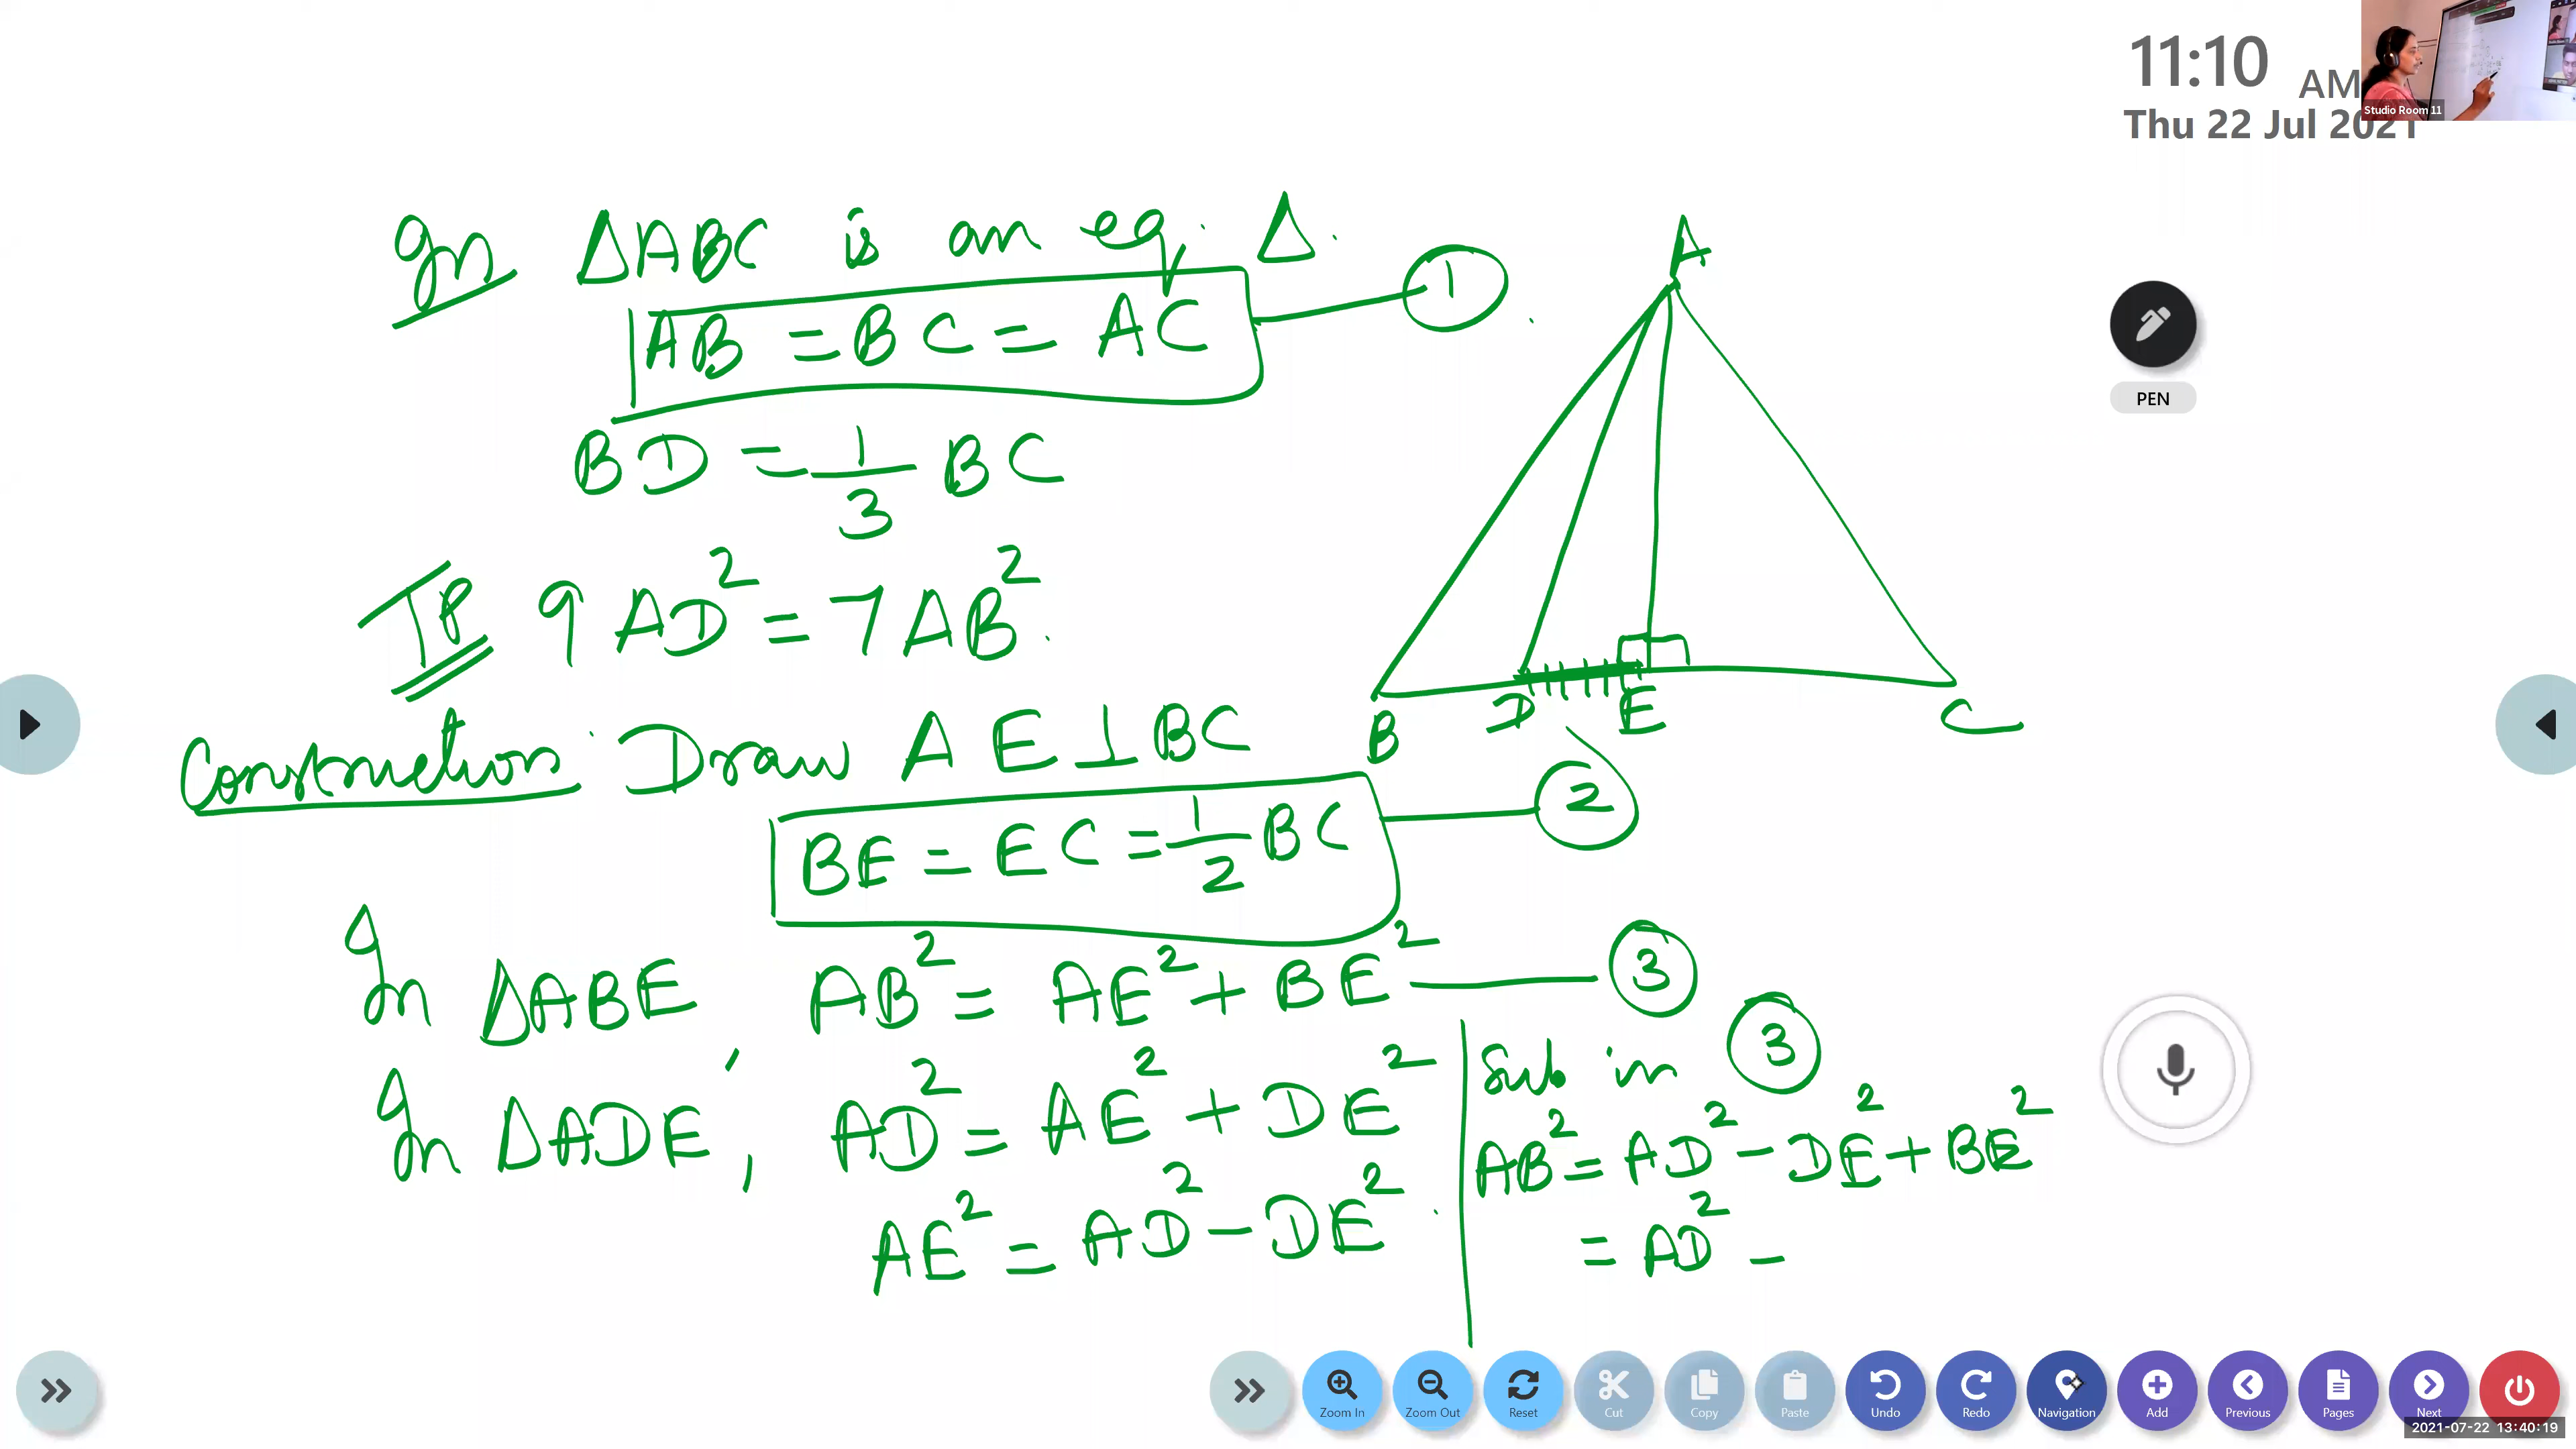 11:10 AM
Thu 22 Jul 2021
Studio Room 11
Gn ΔABC is an eq. Δ.
AB = BC = AC ——— ①
BD = 1/3 BC
TP 9 AD² = 7 AB².
Construction: Draw AE ⊥ BC
BE = EC = 1/2 BC ——— ②
In ΔABE, AB² = AE² + BE² ——— ③
In ΔADE, AD² = AE² + DE²
AE² = AD² − DE².
Sub in ③
AB² = AD² − DE² + BE²
= AD² −
A
B D E C
PEN
Zoom In Zoom Out Reset Cut Copy Paste Undo Redo Navigation Add Previous Pages Next
2021-07-22 13:40:19